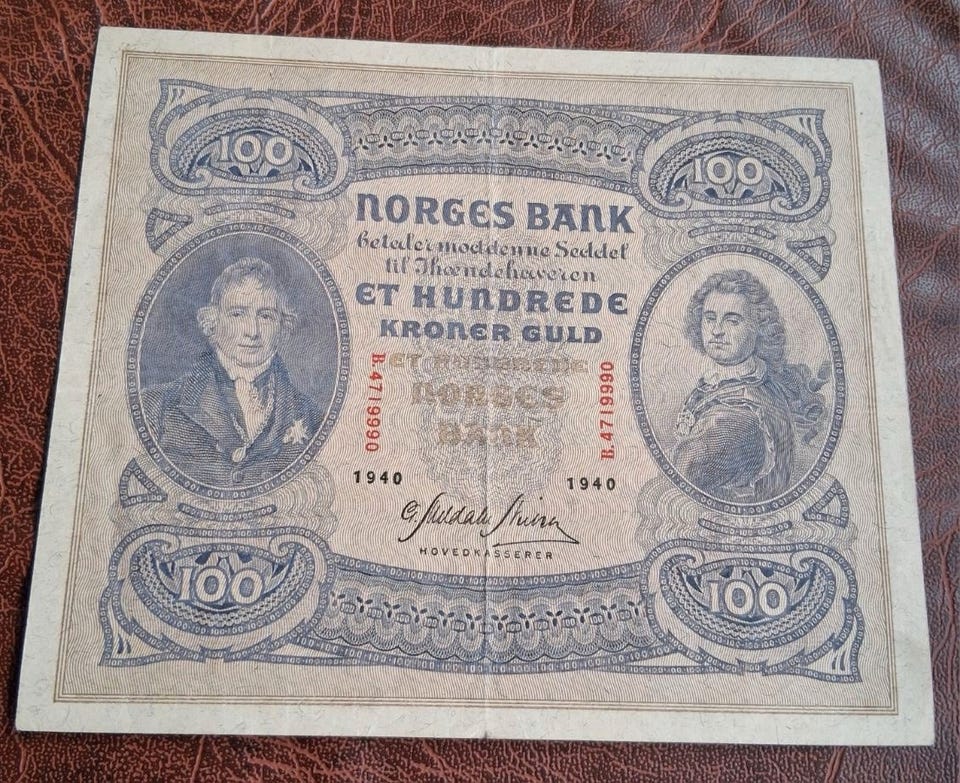 100
100
NORGES BANK
betaler mod denne Seddel
til Ihændehaveren
ET HUNDREDE
KRONER GULD
ET HUNDREDE
NORGES
BANK
B.4719990
B.4719990
1940
1940
HOVEDKASSERER
100
100